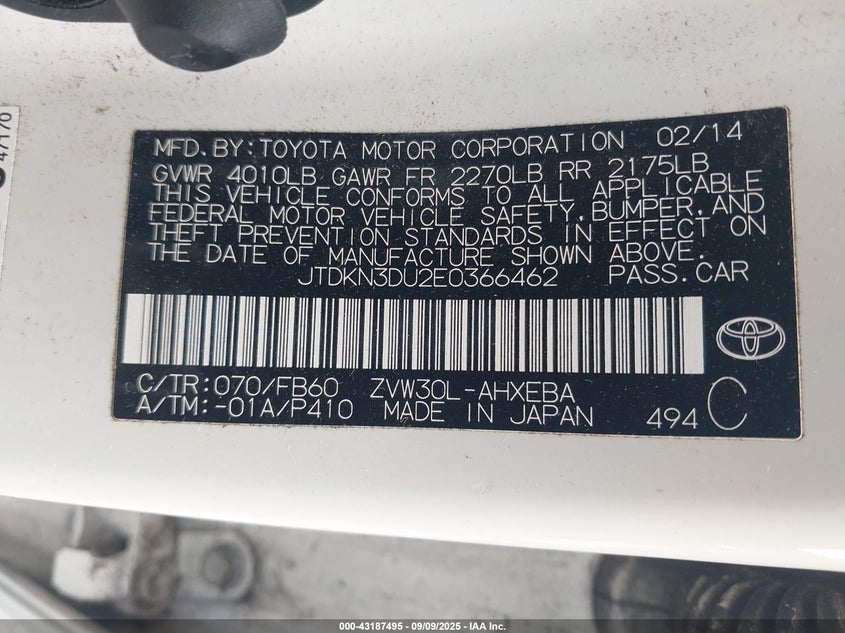 47170
MFD. BY: TOYOTA MOTOR CORPORATION 02/14
GVWR 4010LB GAWR FR 2270LB RR 2175LB
THIS VEHICLE CONFORMS TO ALL APPLICABLE
FEDERAL MOTOR VEHICLE SAFETY, BUMPER, AND
THEFT PREVENTION STANDARDS IN EFFECT ON
THE DATE OF MANUFACTURE SHOWN ABOVE.
JTDKN3DU2E0366462 PASS. CAR
C/TR: 070/FB60 ZVW30L-AHXEBA
A/TM: -01A/P410 MADE IN JAPAN 494 C
000-43187495 - 09/09/2025 - IAA Inc.